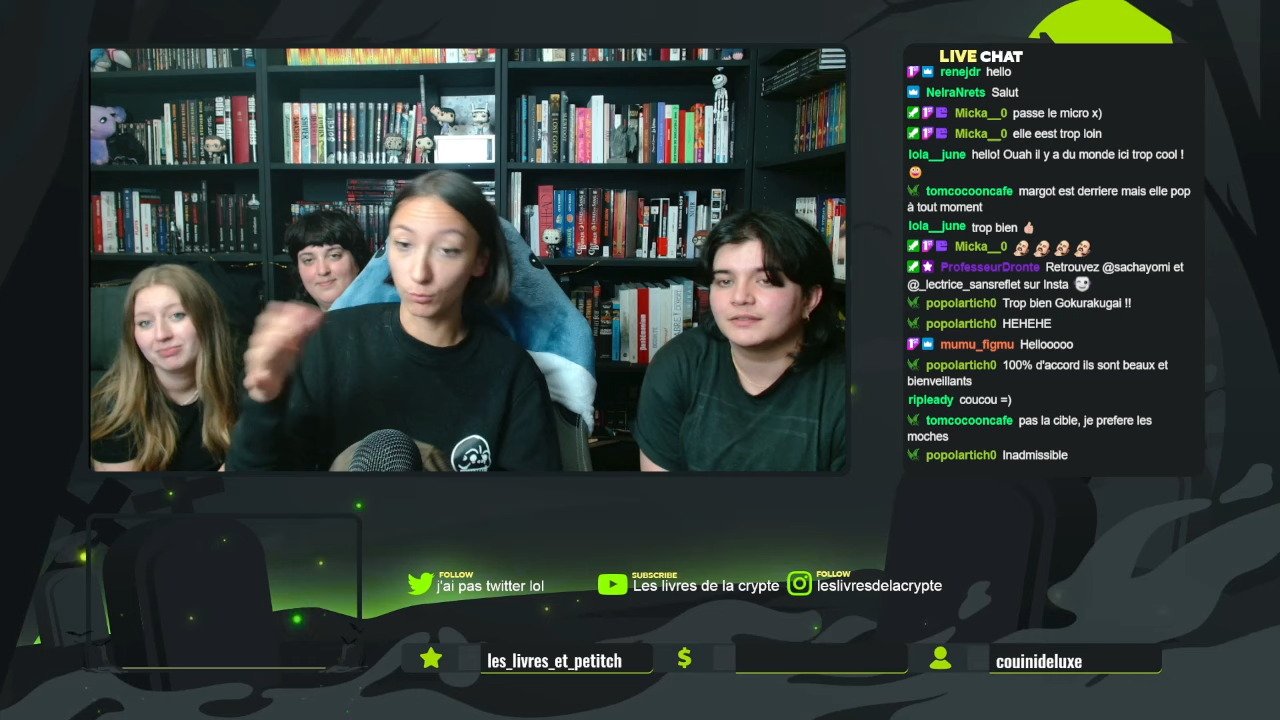 LIVE CHAT
renejdr hello
NelraNrets Salut
Micka__0 passe le micro x)
Micka__0 elle eest trop loin
lola__june hello! Ouah il y a du monde ici trop cool !
tomcocooncafe margot est derriere mais elle pop
à tout moment
lola__june trop bien
Micka__0
ProfesseurDronte Retrouvez @sachayomi et
@_lectrice_sansreflet sur Insta
popolartich0 Trop bien Gokurakugai !!
popolartich0 HEHEHE
mumu_figmu Hellooooo
popolartich0 100% d'accord ils sont beaux et
bienveillants
ripleady coucou =)
tomcocooncafe pas la cible, je prefere les
moches
popolartich0 Inadmissible
FOLLOW
j'ai pas twitter lol
SUBSCRIBE
Les livres de la crypte
FOLLOW
leslivresdelacrypte
les_livres_et_petitch
$
couinideluxe